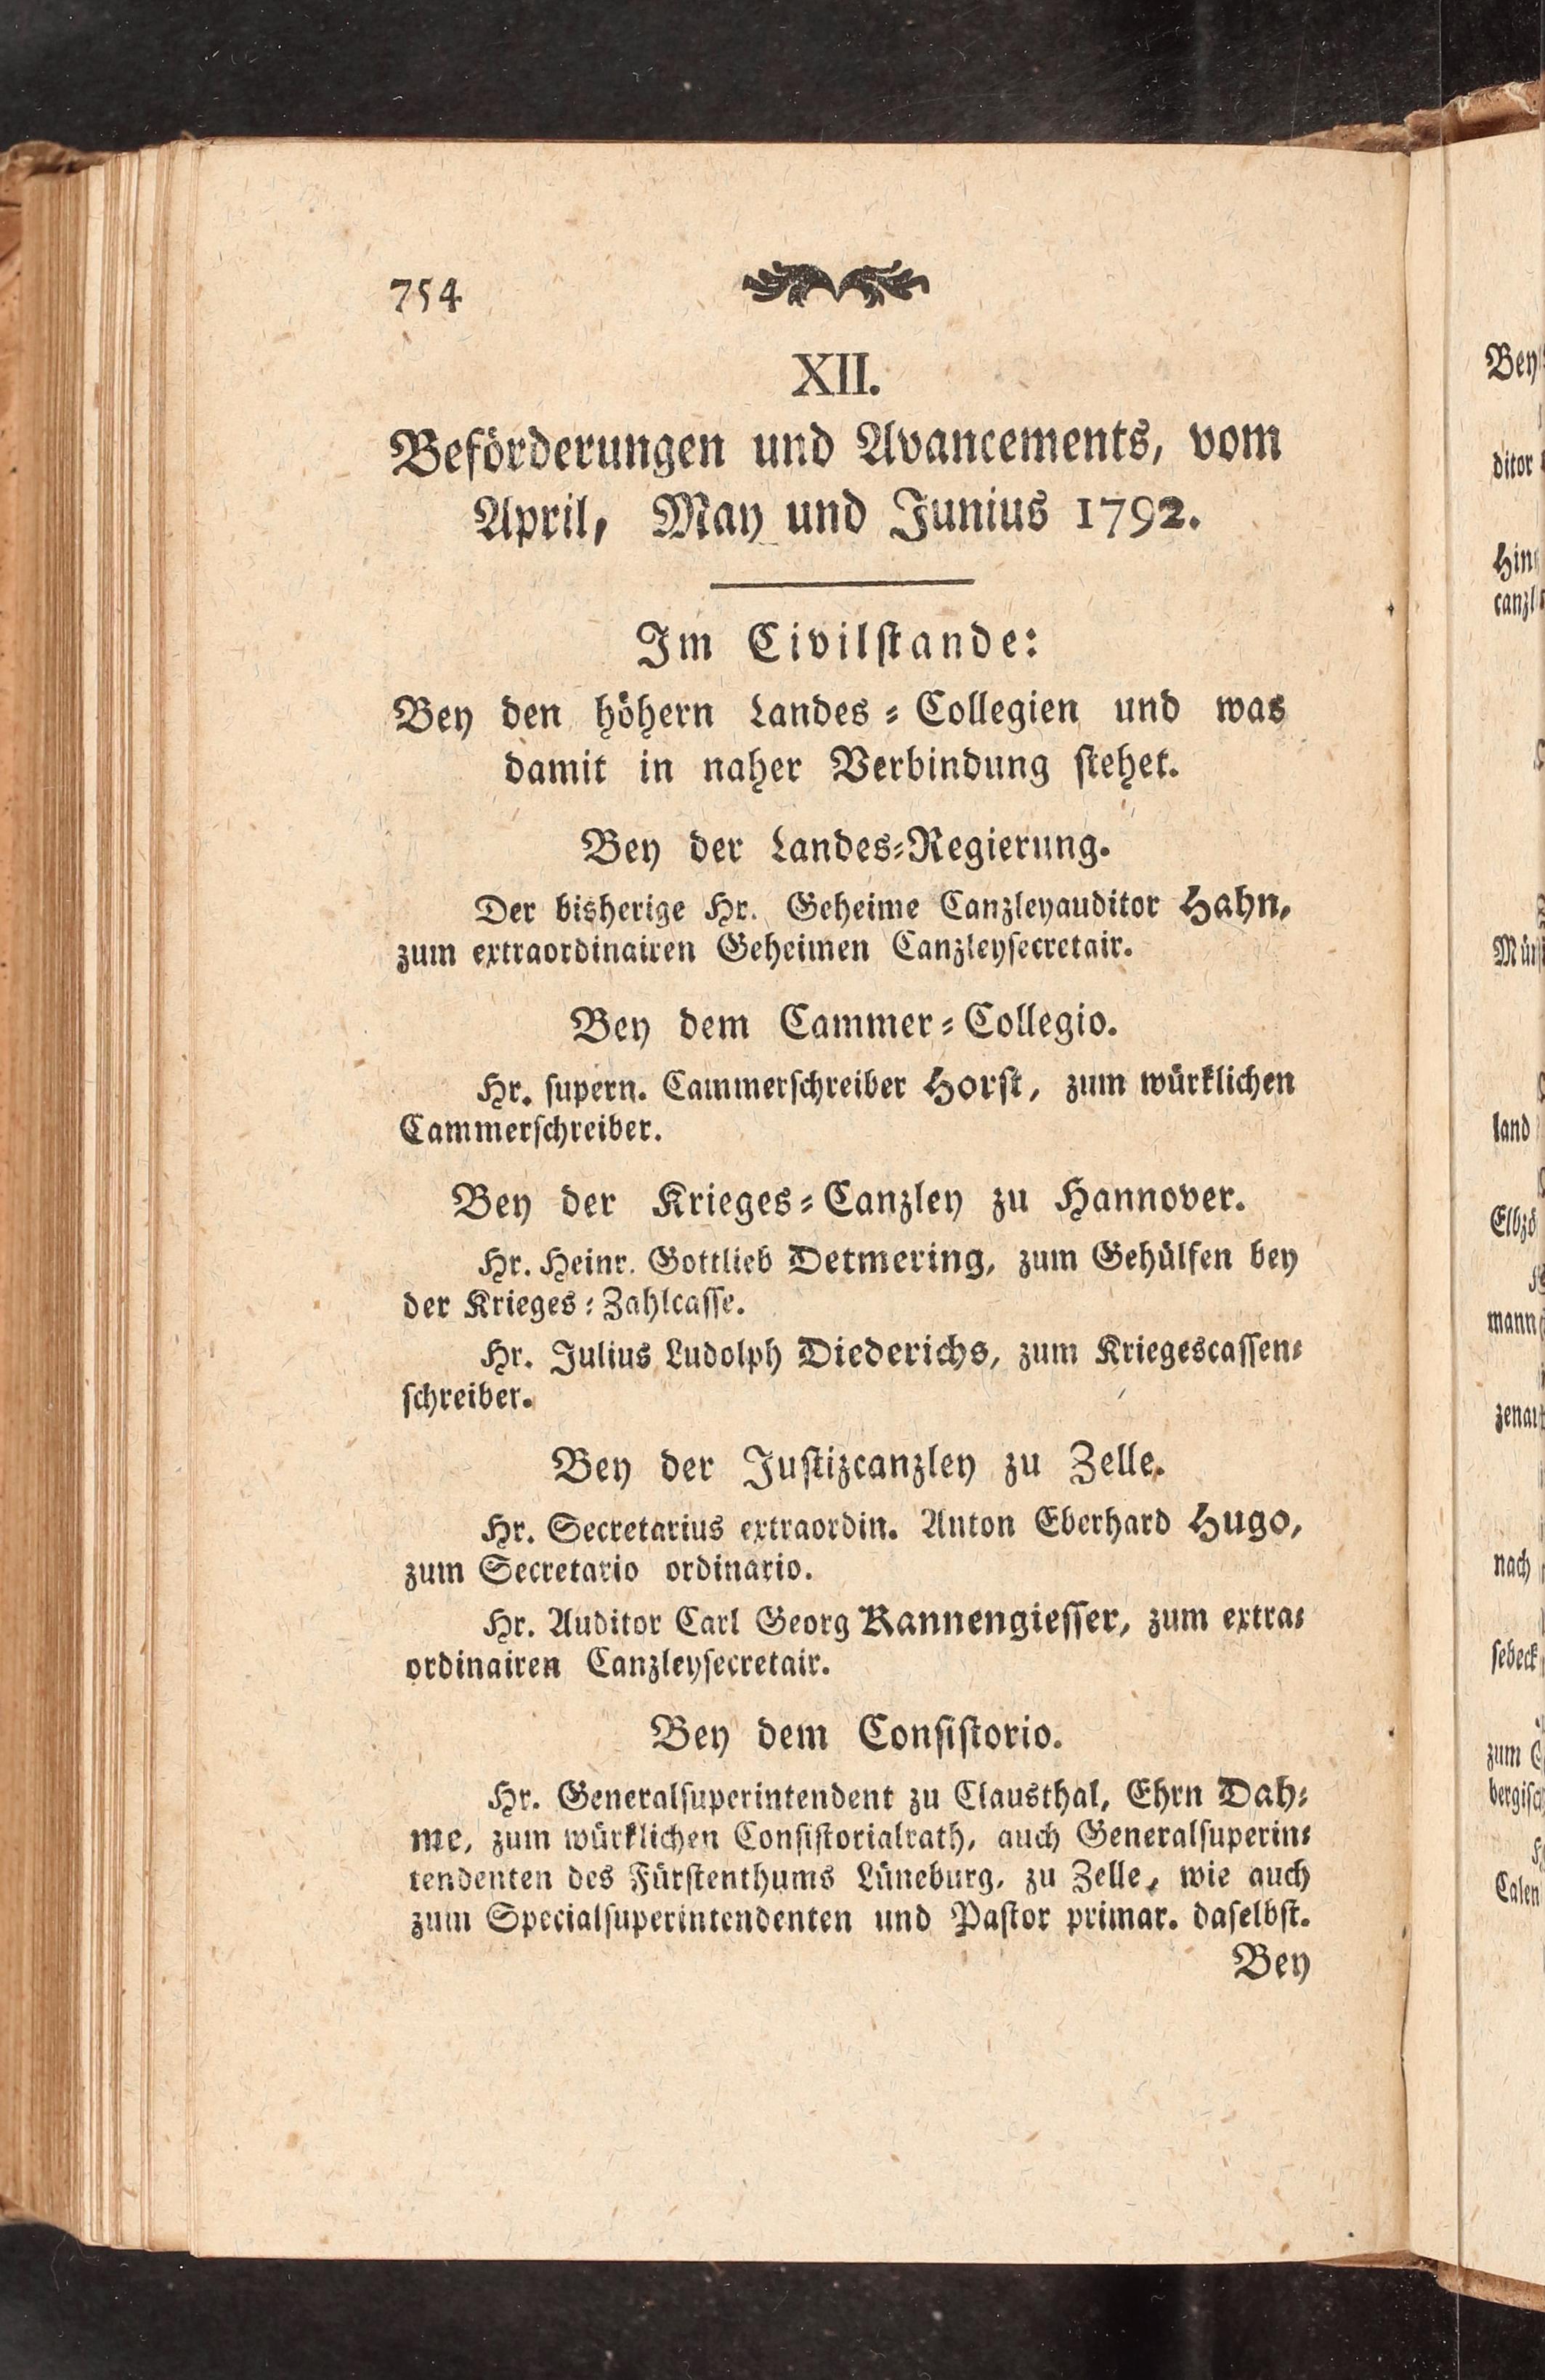 754
XII.
Beförderungen und Avancements, vom
April, May und Junius 1792.
Im Civilstande:
Bey den höhern Landes-Collegien und was
damit in naher Verbindung stehet.
Bey der Landes-Regierung.
Der bisherige Hr. Geheime Canzleyauditor Hahn,
zum extraordinairen Geheimen Canzleysecretair.
Bey dem Cammer-Collegio.
Hr. supern. Cammerschreiber Horst, zum würklichen
Cammerschreiber.
Bey der Krieges-Canzley zu Hannover.
Hr. Heinr. Gottlieb Detmering, zum Gehülfen bey
der Krieges-Zahlcasse.
Hr. Julius Ludolph Diederichs, zum Kriegescassen-
schreiber.
Bey der Justizcanzley zu Zelle.
Hr. Secretarius extraordin. Anton Eberhard Hugo,
zum Secretario ordinario.
Hr. Auditor Carl Georg Kannengiesser, zum extra-
ordinairen Canzleysecretair.
Bey dem Consistorio.
Hr. Generalsuperintendent zu Clausthal, Ehrn Dah-
me, zum würklichen Consistorialrath, auch Generalsuperin-
tendenten des Fürstenthums Lüneburg, zu Zelle, wie auch
zum Specialsuperintendenten und Pastor primar. daselbst.
Bey